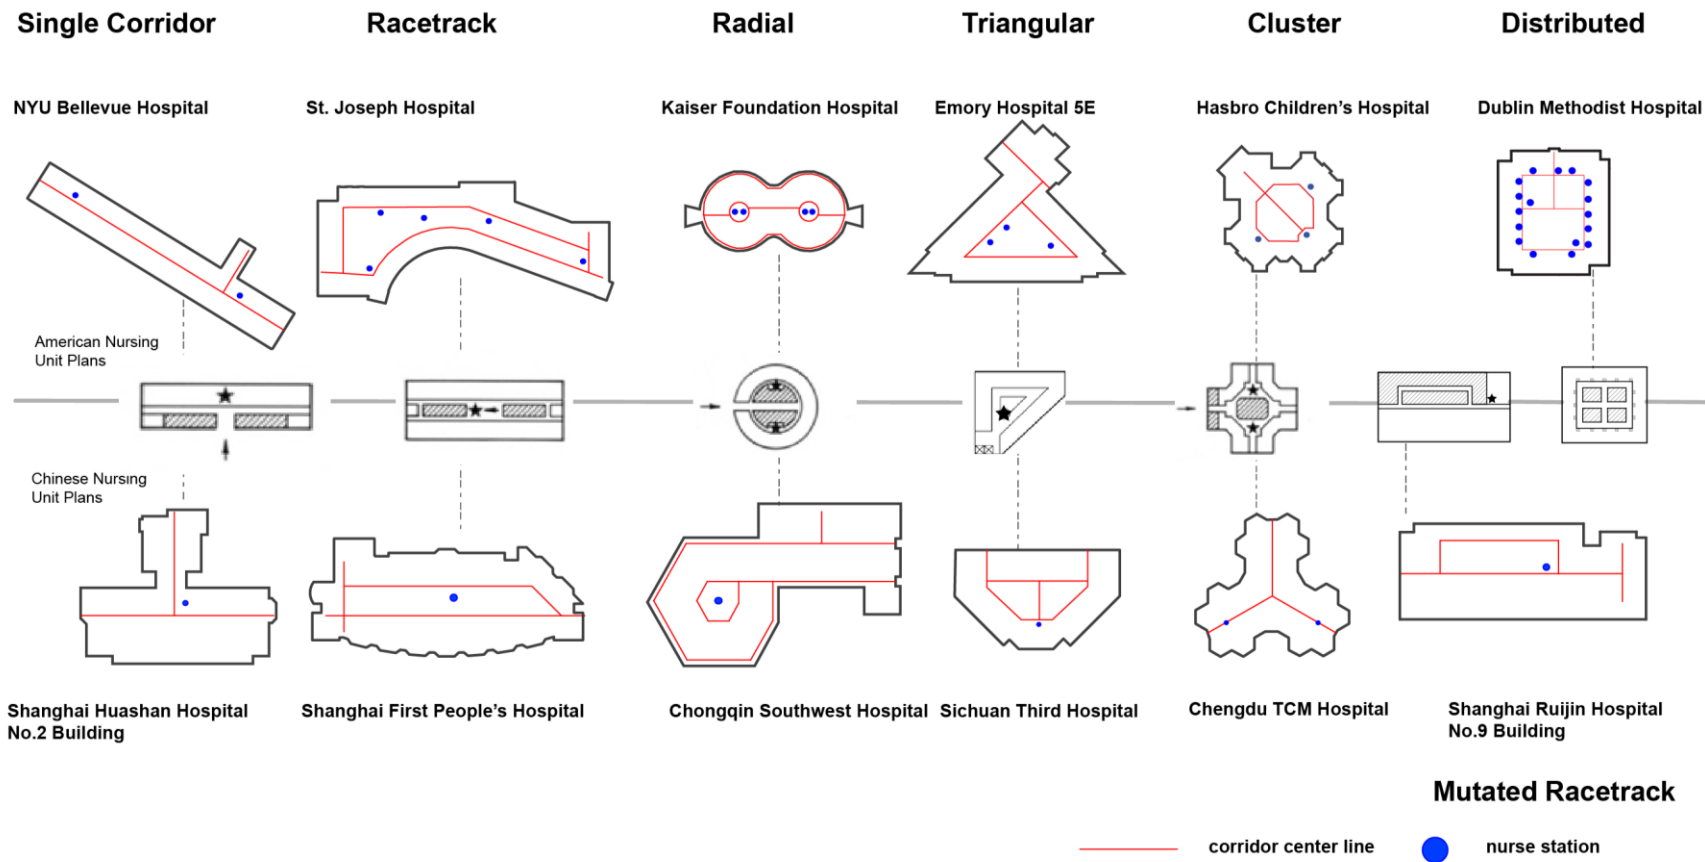 Single Corridor
Racetrack
Radial
Triangular
Cluster
Distributed
NYU Bellevue Hospital
St. Joseph Hospital
Kaiser Foundation Hospital
Emory Hospital 5E
Hasbro Children's Hospital
Dublin Methodist Hospital
American Nursing
Unit Plans
Chinese Nursing
Unit Plans
Shanghai Huashan Hospital
No.2 Building
Shanghai First People's Hospital
Chongqin Southwest Hospital
Sichuan Third Hospital
Chengdu TCM Hospital
Shanghai Ruijin Hospital
No.9 Building
Mutated Racetrack
corridor center line
nurse station